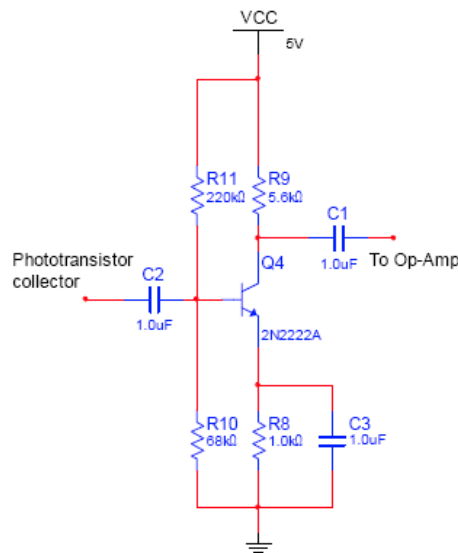 VCC
5V
R11
220kΩ
R9
5.6kΩ
C1
1.0uF
To Op-Amp
Phototransistor
collector
C2
1.0uF
Q4
2N2222A
R10
68kΩ
R8
1.0kΩ
C3
1.0uF